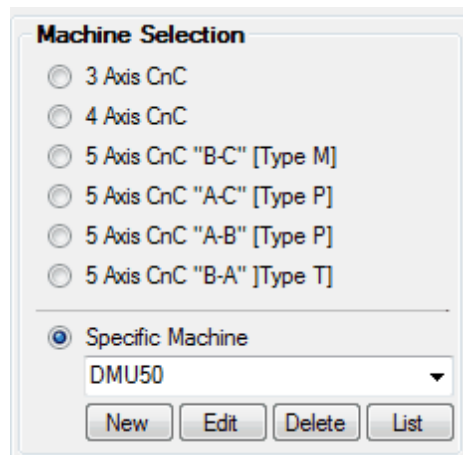 Machine Selection
3 Axis CnC
4 Axis CnC
5 Axis CnC "B-C" [Type M]
5 Axis CnC "A-C" [Type P]
5 Axis CnC "A-B" [Type P]
5 Axis CnC "B-A" ]Type T]
Specific Machine
DMU50
New Edit Delete List